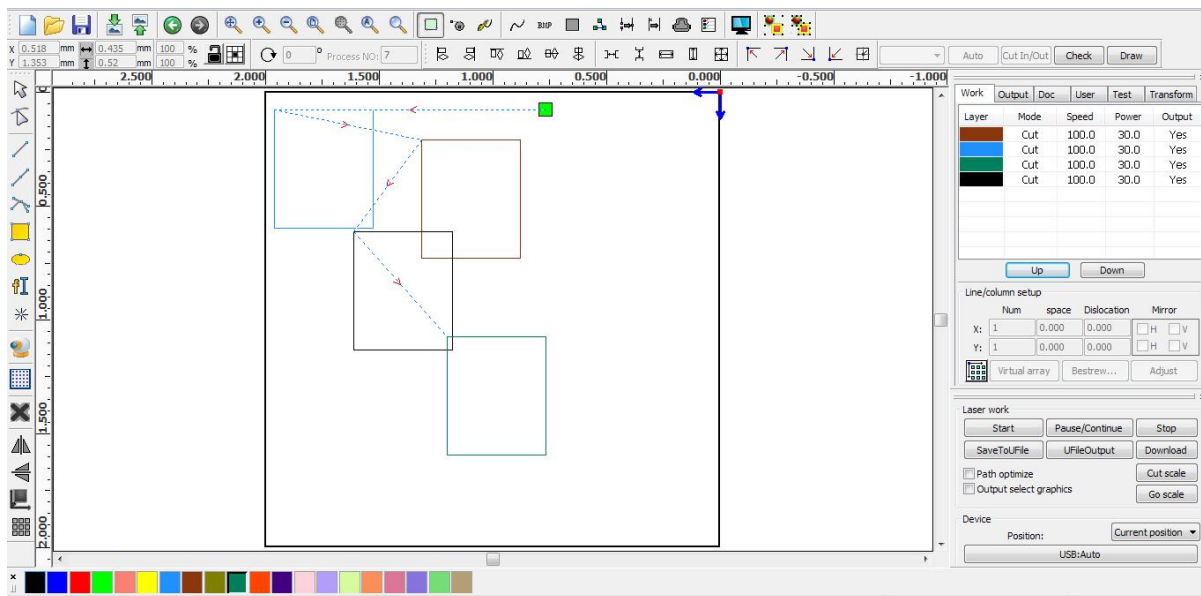 BMP
X 0.518 mm 0.435 mm 100 % 0 ° Process NO: 7 Auto Cut In/Out Check Draw
Y 1.353 mm 0.52 mm 100 %
2.500 2.000 1.500 1.000 0.500 0.000 -0.500 -1.000
0.500
1.000
1.500
2.000
Work Output Doc User Test Transform
Layer Mode Speed Power Output
Cut 100.0 30.0 Yes
Cut 100.0 30.0 Yes
Cut 100.0 30.0 Yes
Cut 100.0 30.0 Yes
Up Down
Line/column setup
Num space Dislocation Mirror
X: 1 0.000 0.000 H V
Y: 1 0.000 0.000 H V
Virtual array Bestrew... Adjust
Laser work
Start Pause/Continue Stop
SaveToUFile UFileOutput Download
Path optimize Cut scale
Output select graphics Go scale
Device
Position: Current position
USB:Auto